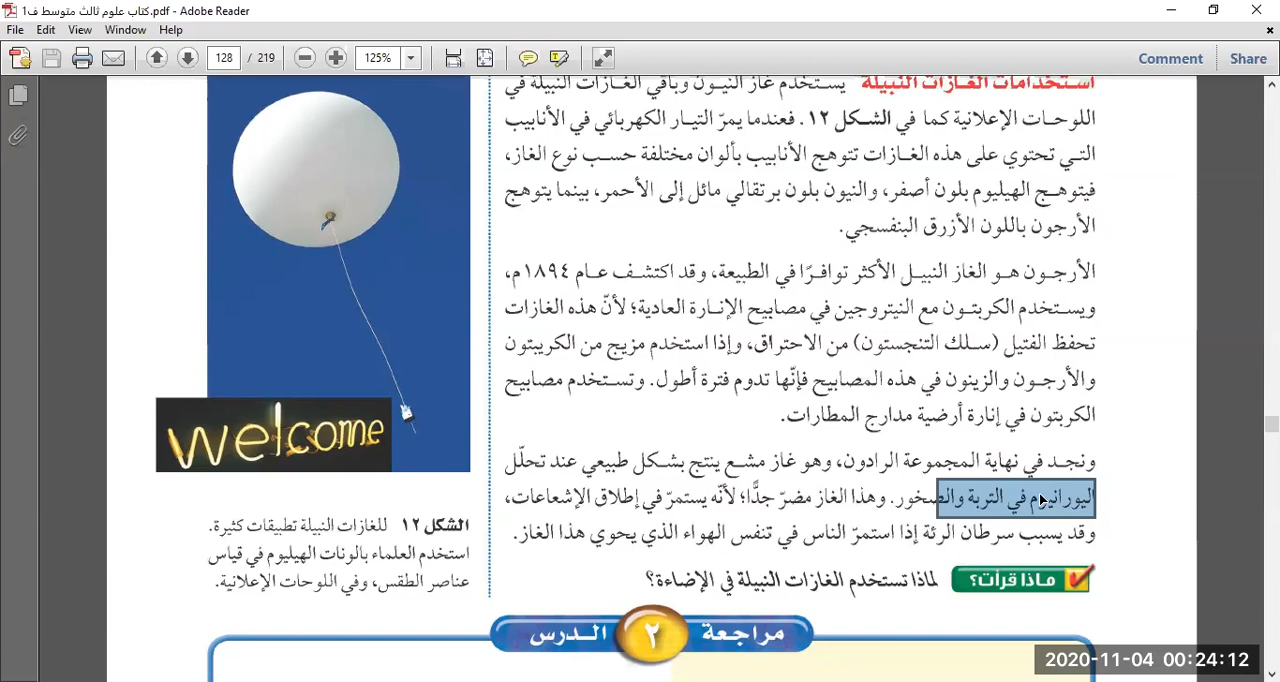 كتاب علوم ثالث متوسط ف1.pdf - Adobe Reader
File Edit View Window Help
128 / 219 125% Comment Share
استخدامات الغازات النبيلة يستخدم غاز النيون وباقي الغازات النبيلة في
اللوحات الإعلانية كما في الشكل ١٢. فعندما يمرّ التيار الكهربائي في الأنابيب
التي تحتوي على هذه الغازات تتوهج الأنابيب بألوان مختلفة حسب نوع الغاز،
فيتوهج الهيليوم بلون أصفر، والنيون بلون برتقالي مائل إلى الأحمر، بينما يتوهج
الأرجون باللون الأزرق البنفسجي.
الأرجون هو الغاز النبيل الأكثر توافرًا في الطبيعة، وقد اكتشف عام ١٨٩٤م،
ويستخدم الكربتون مع النيتروجين في مصابيح الإنارة العادية؛ لأنّ هذه الغازات
تحفظ الفتيل (سلك التنجستون) من الاحتراق، وإذا استخدم مزيج من الكريبتون
والأرجون والزينون في هذه المصابيح فإنّها تدوم فترة أطول. وتستخدم مصابيح
الكربتون في إنارة أرضية مدارج المطارات.
ونجد في نهاية المجموعة الرادون، وهو غاز مشع ينتج بشكل طبيعي عند تحلّل
اليورانيوم في التربة والصخور. وهذا الغاز مضرّ جدًّا؛ لأنّه يستمرّ في إطلاق الإشعاعات،
وقد يسبب سرطان الرئة إذا استمرّ الناس في تنفس الهواء الذي يحوي هذا الغاز.
ماذا قرأت؟ لماذا تستخدم الغازات النبيلة في الإضاءة؟
welcome
الشكل ١٢ للغازات النبيلة تطبيقات كثيرة.
استخدم العلماء بالونات الهيليوم في قياس
عناصر الطقس، وفي اللوحات الإعلانية.
مراجعة ٢ الدرس
2020-11-04 00:24:12